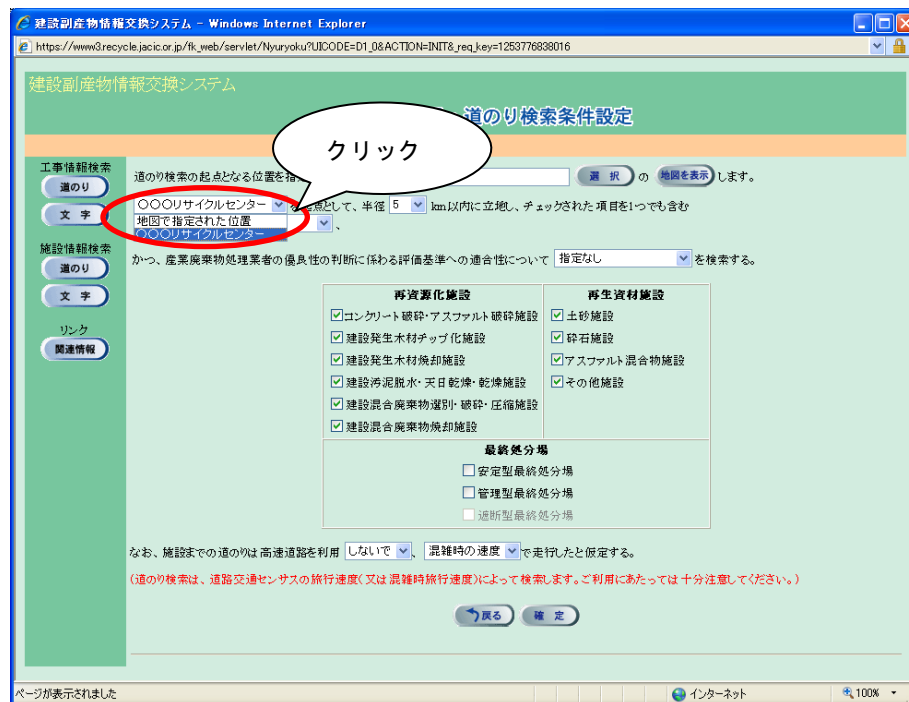 建設副産物情報交換システム - Windows Internet Explorer
https://www3.recycle.jacic.or.jp/fk_web/servlet/Nyuryoku?UICODE=D1_0&ACTION=INIT&_req_key=1253776838016
建設副産物情報交換システム
道のり検索条件設定
クリック
工事情報検索
道のり
文 字
施設情報検索
道のり
文 字
リンク
関連情報
道のり検索の起点となる位置を指 選 択 の 地図を表示 します。
〇〇〇リサイクルセンター を 点として、半径 5 km以内に立地し、チェックされた項目を1つでも含む
地図で指定された位置
〇〇〇リサイクルセンター 、
かつ、産業廃棄物処理業者の優良性の判断に係わる評価基準への適合性について 指定なし を検索する。
再資源化施設 再生資材施設
コンクリート破砕・アスファルト破砕施設 土砂施設
建設発生木材チップ化施設 砕石施設
建設発生木材焼却施設 アスファルト混合物施設
建設汚泥脱水・天日乾燥・乾燥施設 その他施設
建設混合廃棄物選別・破砕・圧縮施設
建設混合廃棄物焼却施設
最終処分場
安定型最終処分場
管理型最終処分場
遮断型最終処分場
なお、施設までの道のりは高速道路を利用 しないで 、 混雑時の速度 で走行したと仮定する。
(道のり検索は、道路交通センサスの旅行速度(又は混雑時旅行速度)によって検索します。ご利用にあたっては十分注意してください。)
戻る 確 定
ページが表示されました インターネット 100%